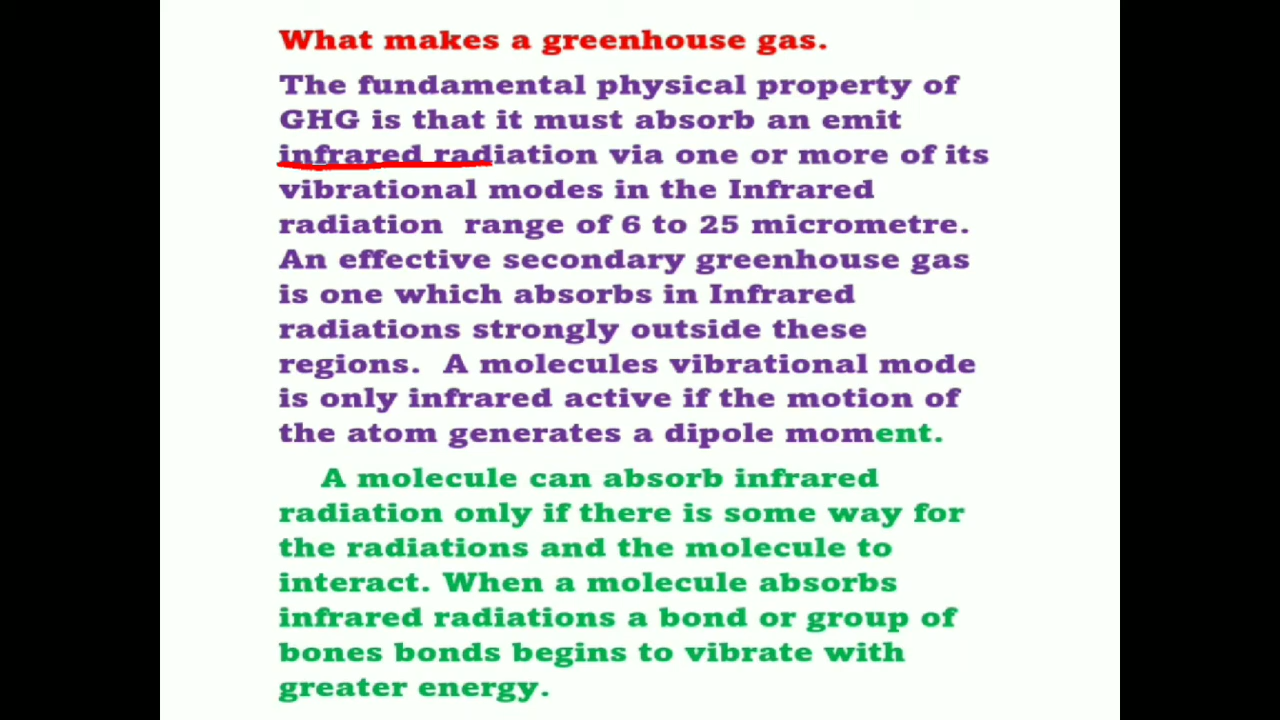 What makes a greenhouse gas.
The fundamental physical property of
GHG is that it must absorb an emit
infrared radiation via one or more of its
vibrational modes in the Infrared
radiation  range of 6 to 25 micrometre.
An effective secondary greenhouse gas
is one which absorbs in Infrared
radiations strongly outside these
regions.  A molecules vibrational mode
is only infrared active if the motion of
the atom generates a dipole moment.
A molecule can absorb infrared
radiation only if there is some way for
the radiations and the molecule to
interact. When a molecule absorbs
infrared radiations a bond or group of
bones bonds begins to vibrate with
greater energy.